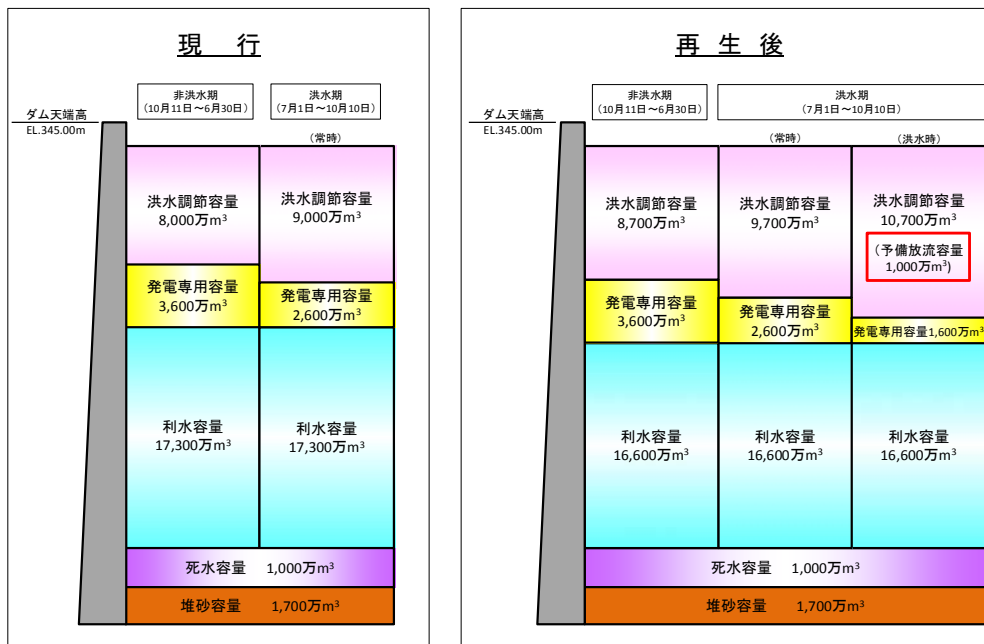 現 行
非洪水期
（10月11日～6月30日）
洪水期
（7月1日～10月10日）
ダム天端高
EL.345.00m
（常時）
洪水調節容量
8,000万m³
洪水調節容量
9,000万m³
発電専用容量
3,600万m³
発電専用容量
2,600万m³
利水容量
17,300万m³
利水容量
17,300万m³
死水容量 1,000万m³
堆砂容量 1,700万m³
再 生 後
非洪水期
（10月11日～6月30日）
洪水期
（7月1日～10月10日）
ダム天端高
EL.345.00m
（常時）
（洪水時）
洪水調節容量
8,700万m³
洪水調節容量
9,700万m³
洪水調節容量
10,700万m³
（予備放流容量
1,000万m³）
発電専用容量
3,600万m³
発電専用容量
2,600万m³
発電専用容量1,600万m³
利水容量
16,600万m³
利水容量
16,600万m³
利水容量
16,600万m³
死水容量 1,000万m³
堆砂容量 1,700万m³